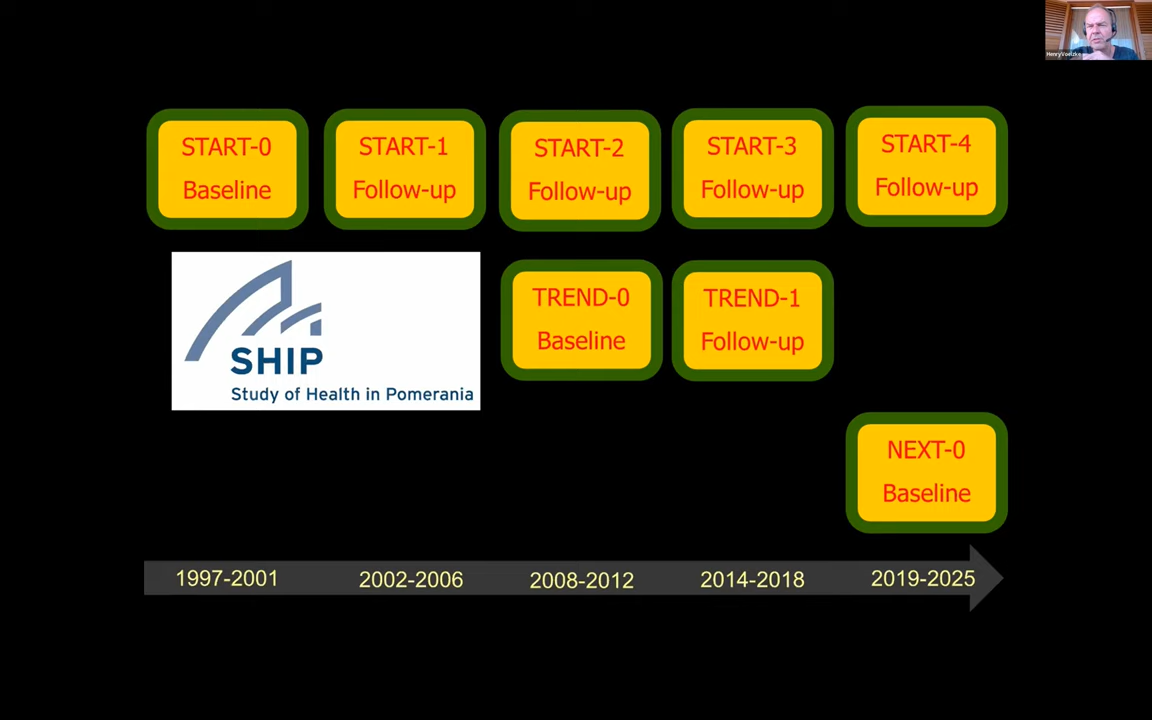 START-0
Baseline
START-1
Follow-up
START-2
Follow-up
START-3
Follow-up
START-4
Follow-up
SHIP
Study of Health in Pomerania
TREND-0
Baseline
TREND-1
Follow-up
NEXT-0
Baseline
1997-2001
2002-2006
2008-2012
2014-2018
2019-2025